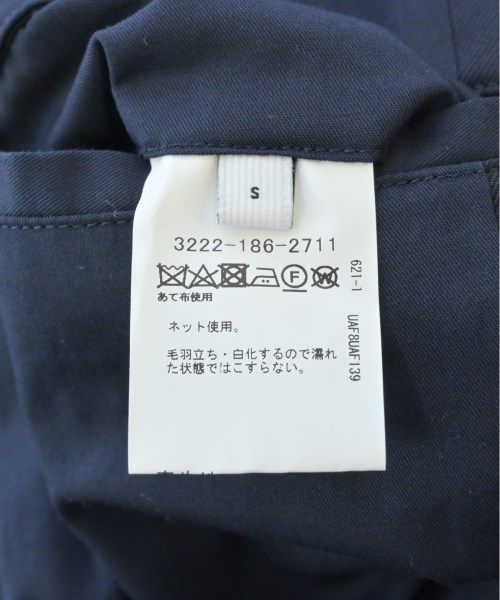 S
3222-186-2711
F W
あて布使用
ネット使用。
毛羽立ち・白化するので濡れ
た状態ではこすらない。
621-1 UAF8UAF139